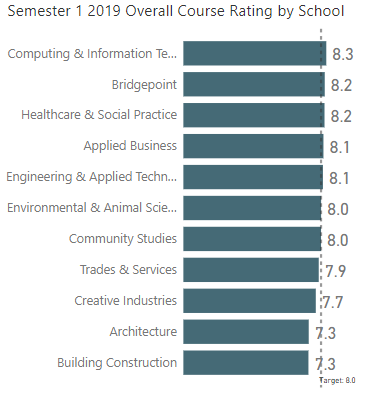 Semester 1 2019 Overall Course Rating by School
Computing & Information Te... 8.3
Bridgepoint 8.2
Healthcare & Social Practice 8.2
Applied Business 8.1
Engineering & Applied Techn... 8.1
Environmental & Animal Scie... 8.0
Community Studies 8.0
Trades & Services 7.9
Creative Industries 7.7
Architecture 7.3
Building Construction 7.3
Target: 8.0